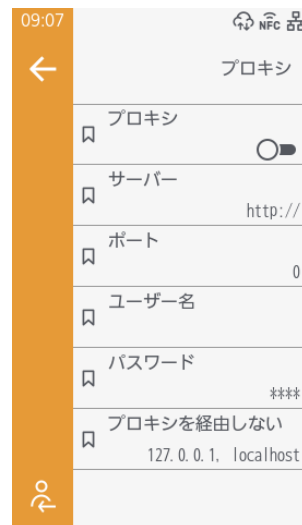 09:07
NFC
プロキシ
プロキシ
サーバー
http://
ポート
0
ユーザー名
パスワード
****
プロキシを経由しない
127.0.0.1, localhost